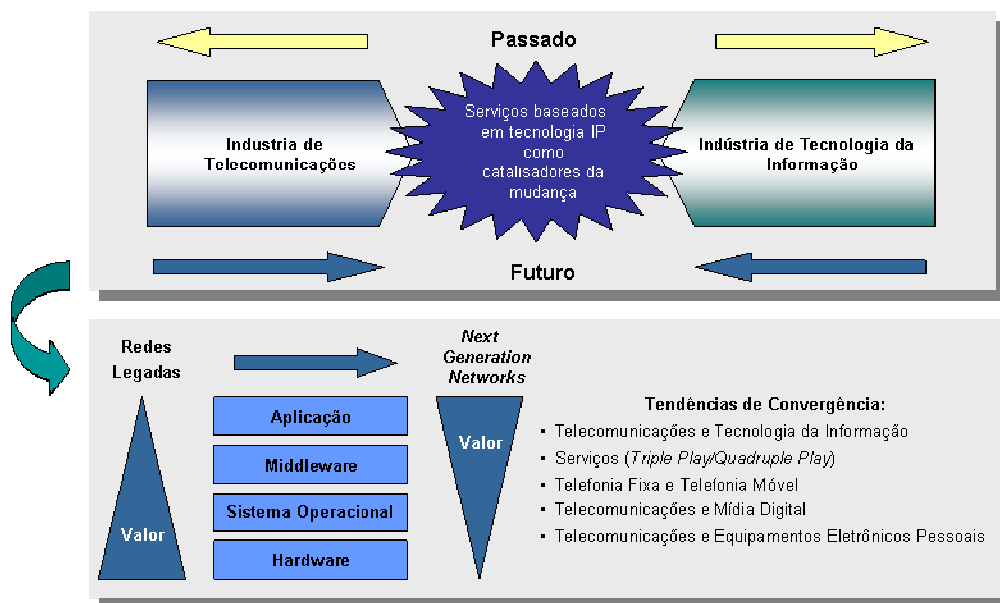 Passado
Industria de
Telecomunicações
Serviços baseados
em tecnologia IP
como
catalisadores da
mudança
Indústria de Tecnologia da
Informação
Futuro
Redes
Legadas
Next
Generation
Networks
Valor
Aplicação
Middleware
Sistema Operacional
Hardware
Valor
Tendências de Convergência:
▪ Telecomunicações e Tecnologia da Informação
▪ Serviços (Triple Play/Quadruple Play)
▪ Telefonia Fixa e Telefonia Móvel
▪ Telecomunicações e Mídia Digital
▪ Telecomunicações e Equipamentos Eletrônicos Pessoais